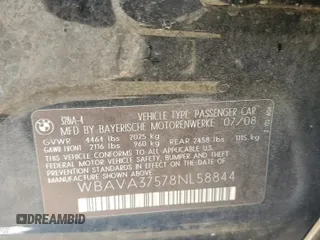 378iA-4
VEHICLE TYPE PASSENGER CAR
MFD. BY BAYERISCHE MOTORENWERKE 07/08
GVWR 4464 lbs 2025 kg
GAWR FRONT 2116 lbs 960 kg REAR 2458 lbs 1115 kg
THIS VEHICLE CONFORMS TO ALL APPLICABLE
FEDERAL MOTOR VEHICLE SAFETY, BUMPER AND
THEFT PREVENTION STANDARDS IN EFFECT ON THE
DATE OF MANUFACTURE SHOWN ABOVE.
WBAVA37578NL58844
DREAMBID
.COM